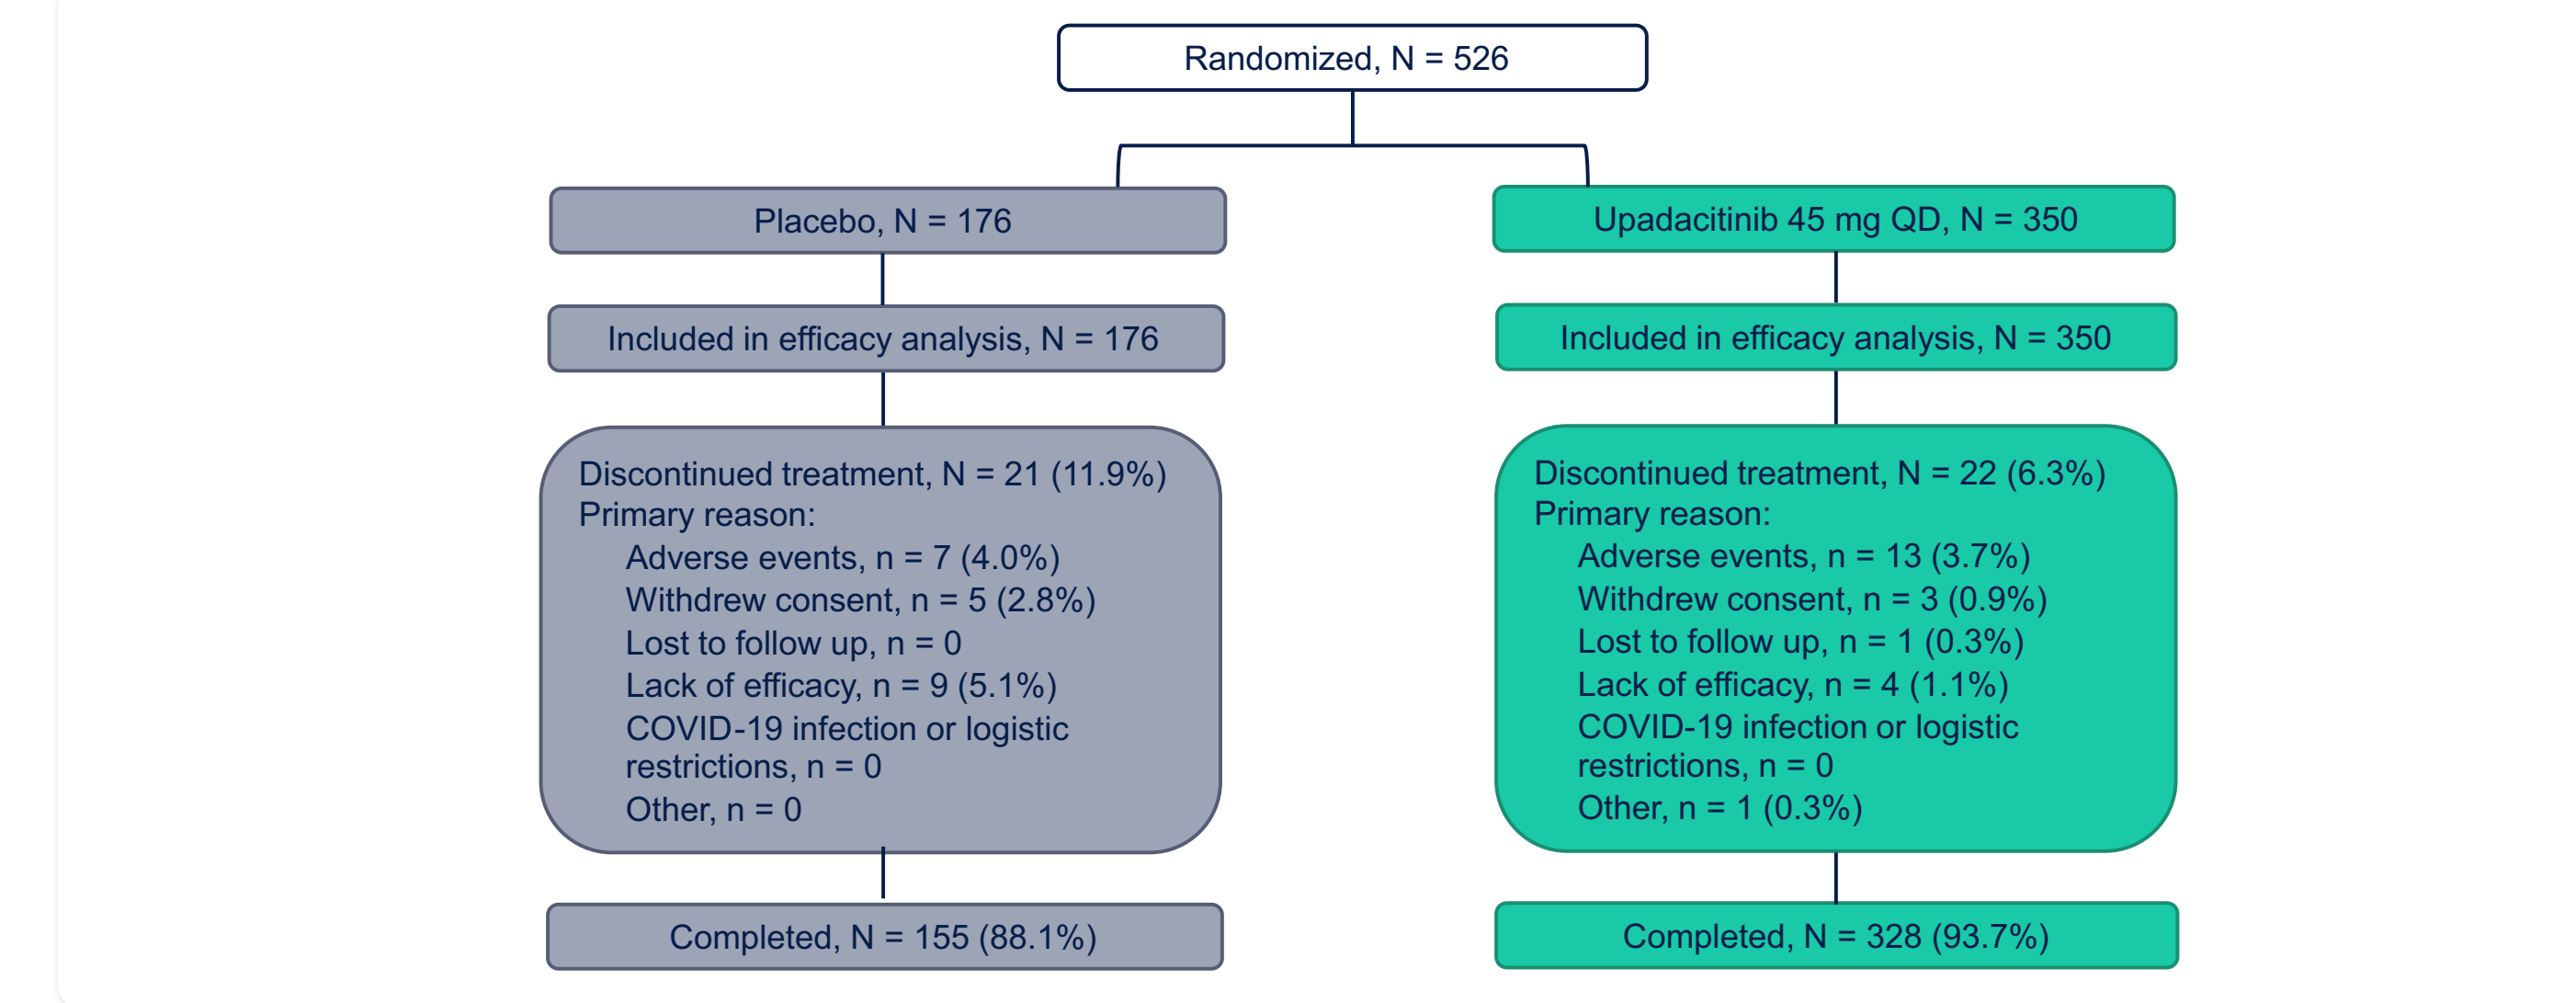 Randomized, N = 526
Placebo, N = 176
Included in efficacy analysis, N = 176
Discontinued treatment, N = 21 (11.9%)
Primary reason:
Adverse events, n = 7 (4.0%)
Withdrew consent, n = 5 (2.8%)
Lost to follow up, n = 0
Lack of efficacy, n = 9 (5.1%)
COVID-19 infection or logistic
restrictions, n = 0
Other, n = 0
Completed, N = 155 (88.1%)
Upadacitinib 45 mg QD, N = 350
Included in efficacy analysis, N = 350
Discontinued treatment, N = 22 (6.3%)
Primary reason:
Adverse events, n = 13 (3.7%)
Withdrew consent, n = 3 (0.9%)
Lost to follow up, n = 1 (0.3%)
Lack of efficacy, n = 4 (1.1%)
COVID-19 infection or logistic
restrictions, n = 0
Other, n = 1 (0.3%)
Completed, N = 328 (93.7%)